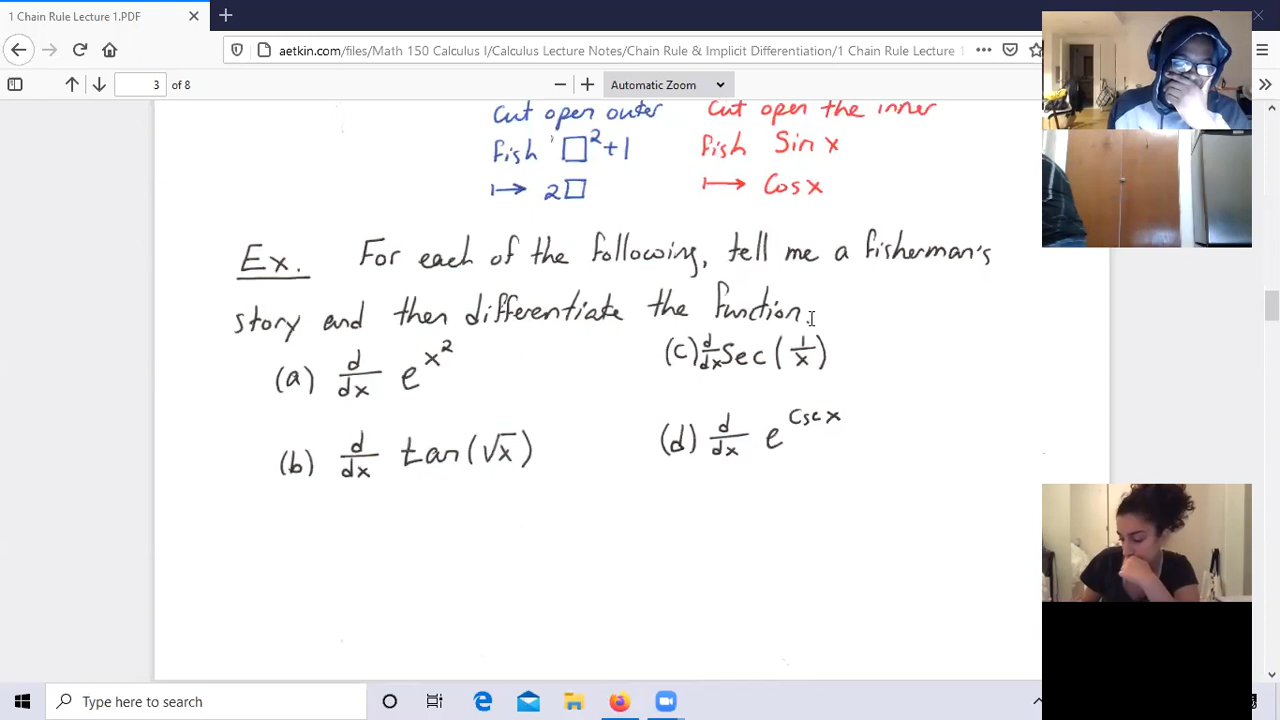 1 Chain Rule Lecture 1.PDF
aetkin.com/files/Math 150 Calculus I/Calculus Lecture Notes/Chain Rule & Implicit Differentiation/1 Chain Rule Lecture 1
3 of 8
Automatic Zoom
Cut open outer
fish □²+1
↦ 2□
Cut open the inner
fish Sin x
↦ Cos x
Ex. For each of the following, tell me a fisherman's
story and then differentiate the function.
(a) d/dx e^x²
(c) d/dx Sec(1/x)
(b) d/dx tan(√x)
(d) d/dx e^Csc x
Type here to search